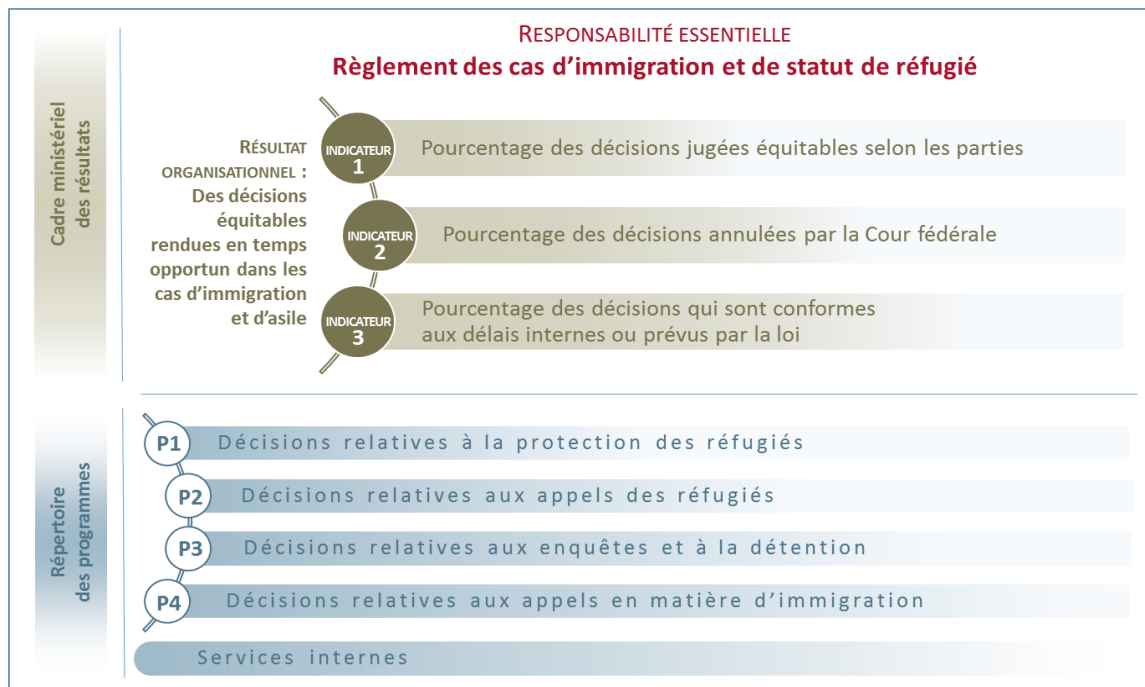 RESPONSABILITÉ ESSENTIELLE
Règlement des cas d'immigration et de statut de réfugié
Cadre ministériel
des résultats
RÉSULTAT
ORGANISATIONNEL :
Des décisions
équitables
rendues en temps
opportun dans les
cas d'immigration
et d'asile
INDICATEUR
1
Pourcentage des décisions jugées équitables selon les parties
INDICATEUR
2
Pourcentage des décisions annulées par la Cour fédérale
INDICATEUR
3
Pourcentage des décisions qui sont conformes
aux délais internes ou prévus par la loi
Répertoire
des programmes
P1 Décisions relatives à la protection des réfugiés
P2 Décisions relatives aux appels des réfugiés
P3 Décisions relatives aux enquêtes et à la détention
P4 Décisions relatives aux appels en matière d'immigration
Services internes